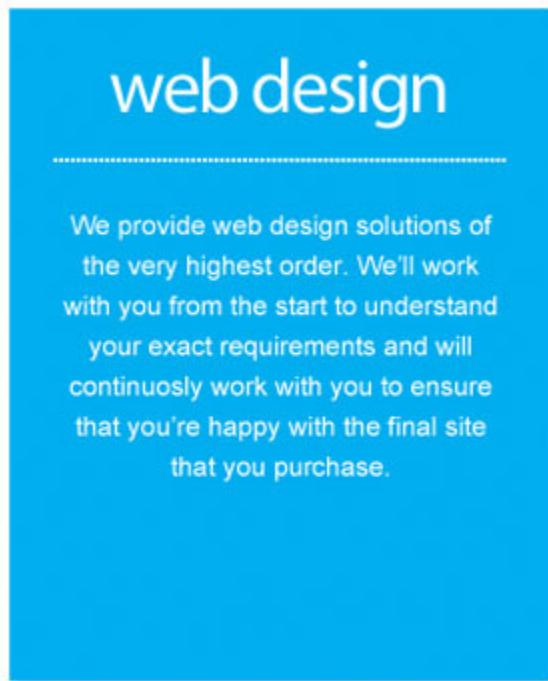 web design
We provide web design solutions of
the very highest order. We'll work
with you from the start to understand
your exact requirements and will
continuosly work with you to ensure
that you're happy with the final site
that you purchase.